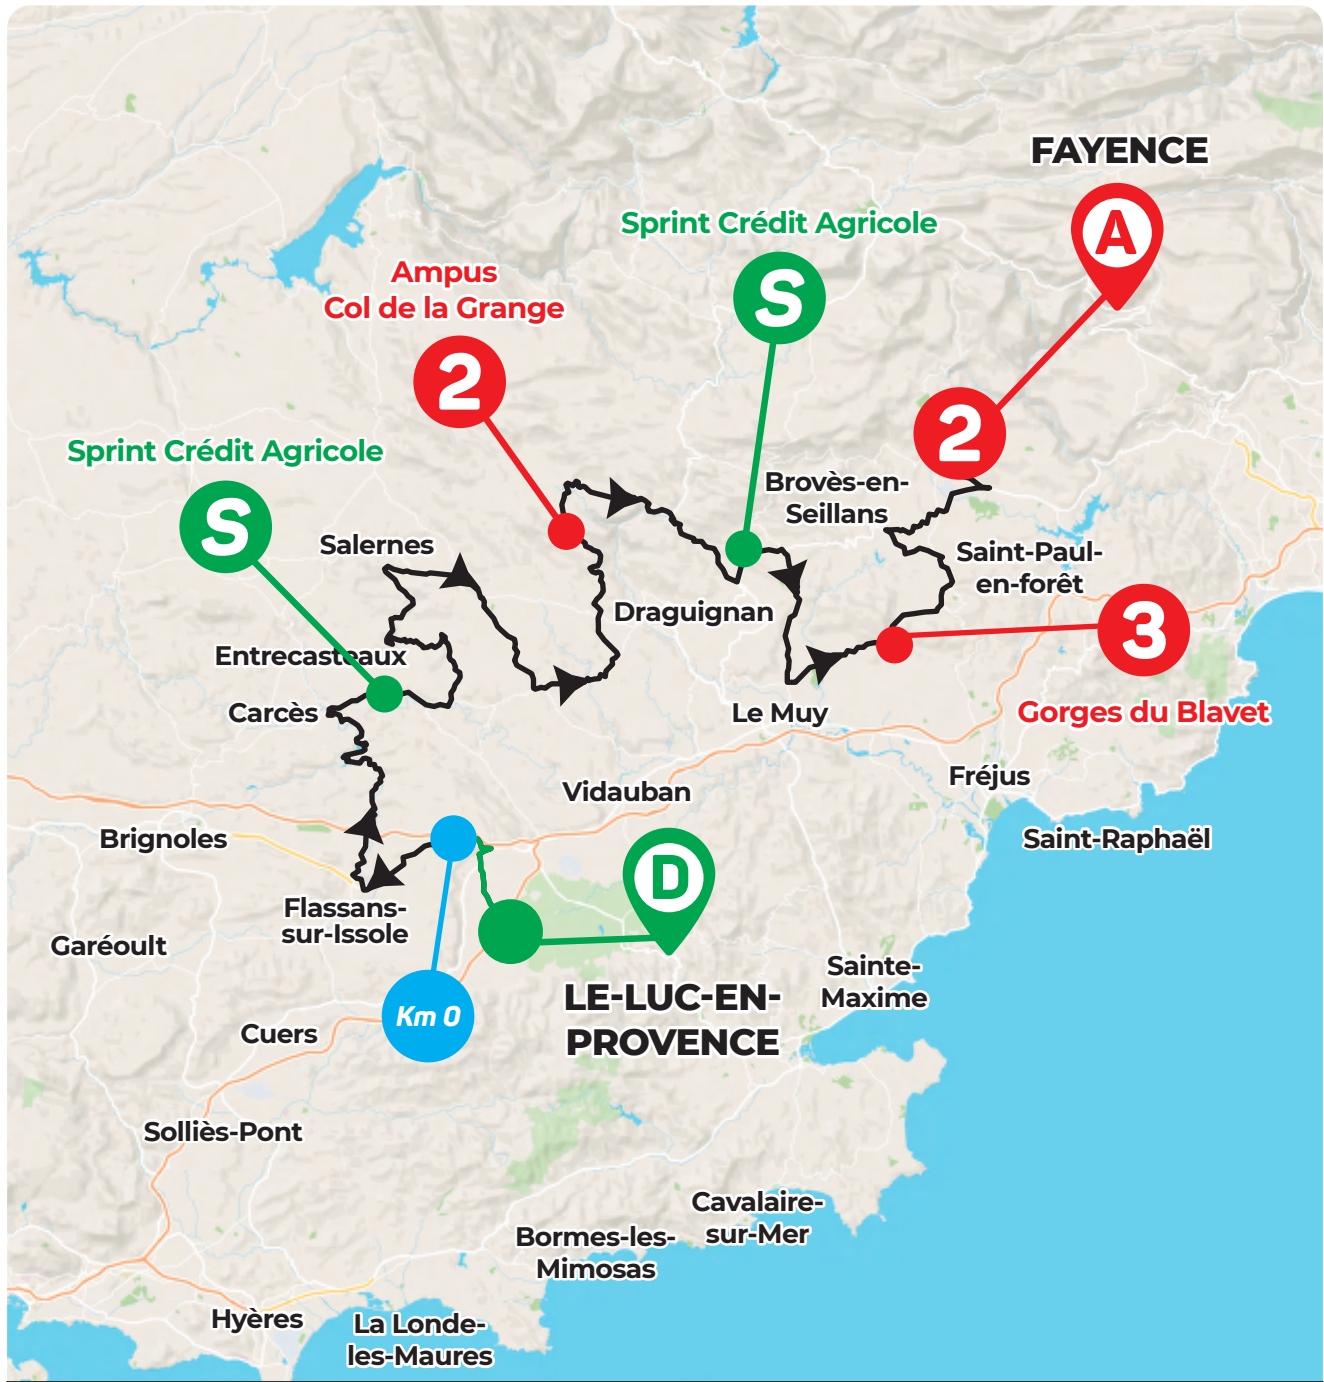 FAYENCE
A
Sprint Crédit Agricole
S
Ampus
Col de la Grange
2
2
Sprint Crédit Agricole
S
Brovès-en-
Seillans
Salernes
Saint-Paul-
en-forêt
Draguignan
3
Entrecasteaux
Carcès
Le Muy
Gorges du Blavet
Fréjus
Vidauban
Brignoles
Saint-Raphaël
D
Flassans-
sur-Issole
Garéoult
Sainte-
Maxime
LE-LUC-EN-
PROVENCE
Km 0
Cuers
Solliès-Pont
Cavalaire-
sur-Mer
Bormes-les-
Mimosas
Hyères
La Londe-
les-Maures